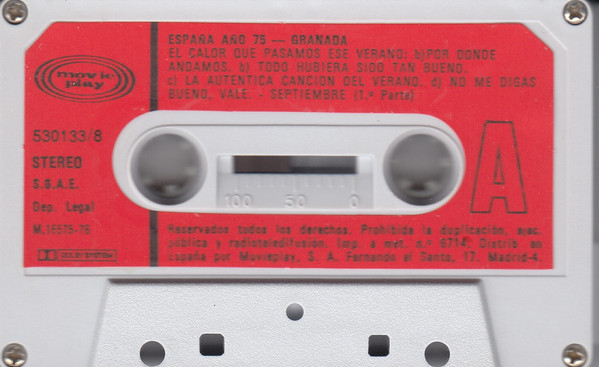 ESPAÑA AÑO 75 — GRANADA
EL CALOR QUE PASAMOS ESE VERANO: b)POR DONDE
ANDAMOS. b) TODO HUBIERA SIDO TAN BUENO.
c) LA AUTENTICA CANCION DEL VERANO. d) NO ME DIGAS
BUENO, VALE. - SEPTIEMBRE (1.ª Parte)
movie
play
530133/8
STEREO
S.G.A.E.
Dep. Legal
M.16575-76
DOLBY SYSTEM
100 50 0
A
Reservados todos los derechos. Prohibida la duplicación, ejec.
pública y radioteledifusión. Imp. a mét. n.º 6714. Distrib en
españa por Movieplay, S. A. Fernando el Santo, 17. Madrid-4.